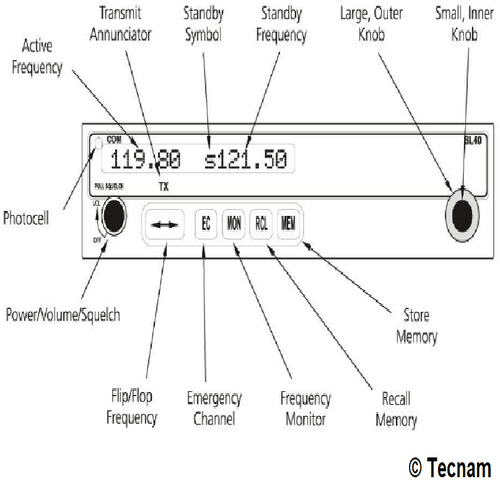 Transmit
Annunciator
Standby
Symbol
Standby
Frequency
Large, Outer
Knob
Small, Inner
Knob
Active
Frequency
COM
SL40
119.80 s121.50
PULL SQUELCH
TX
VOL
OFF
EC
MON
RCL
MEM
Photocell
Power/Volume/Squelch
Store
Memory
Flip/Flop
Frequency
Emergency
Channel
Frequency
Monitor
Recall
Memory
© Tecnam